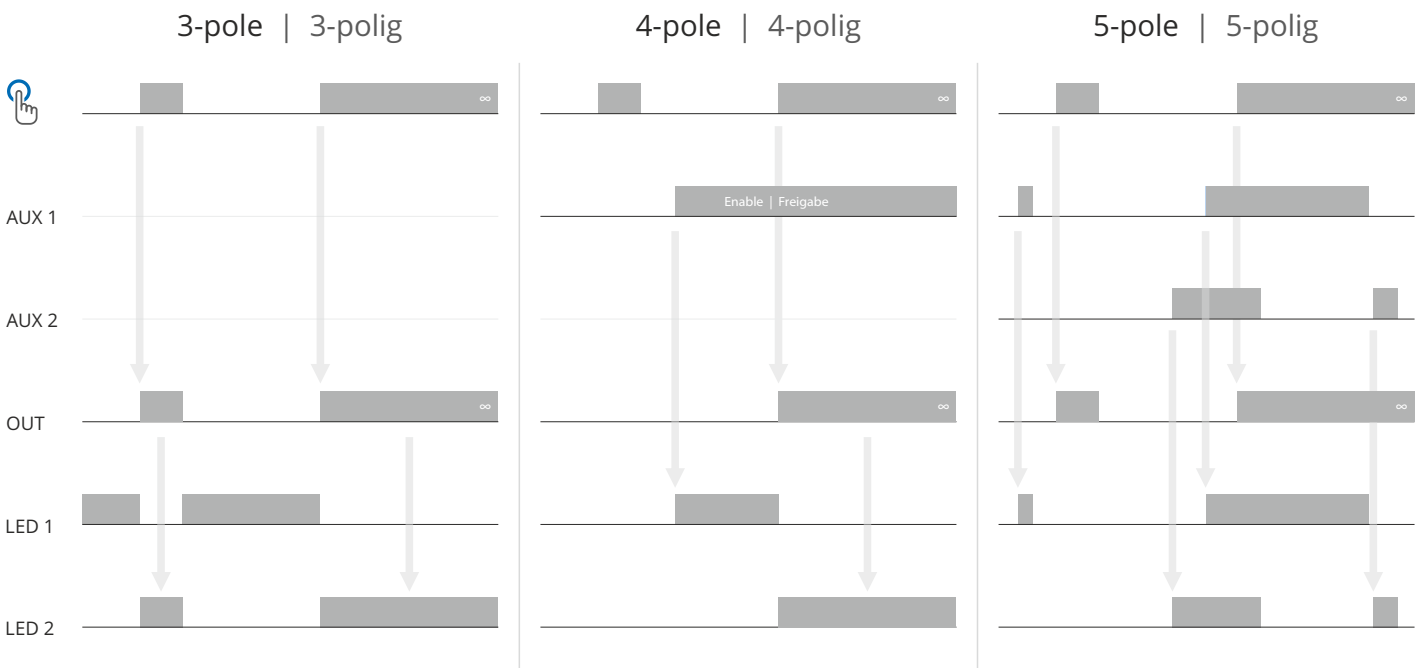 3-pole | 3-polig
4-pole | 4-polig
5-pole | 5-polig
∞ ∞ ∞
AUX 1
Enable | Freigabe
AUX 2
OUT
∞ ∞ ∞
LED 1
LED 2